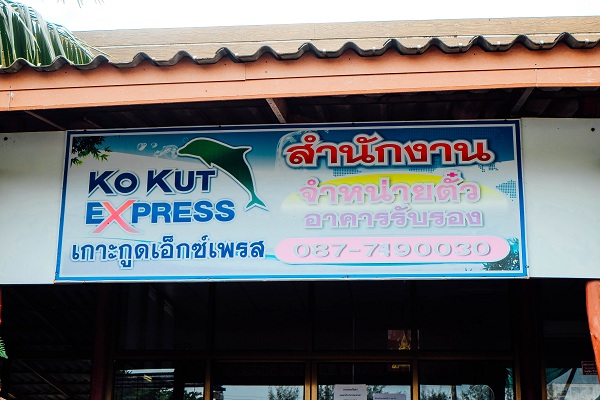 KO KUT
EXPRESS
เกาะกูดเอ็กซ์เพรส
สำนักงาน
จำหน่ายตั๋ว
อาคารรับรอง
087-7190030